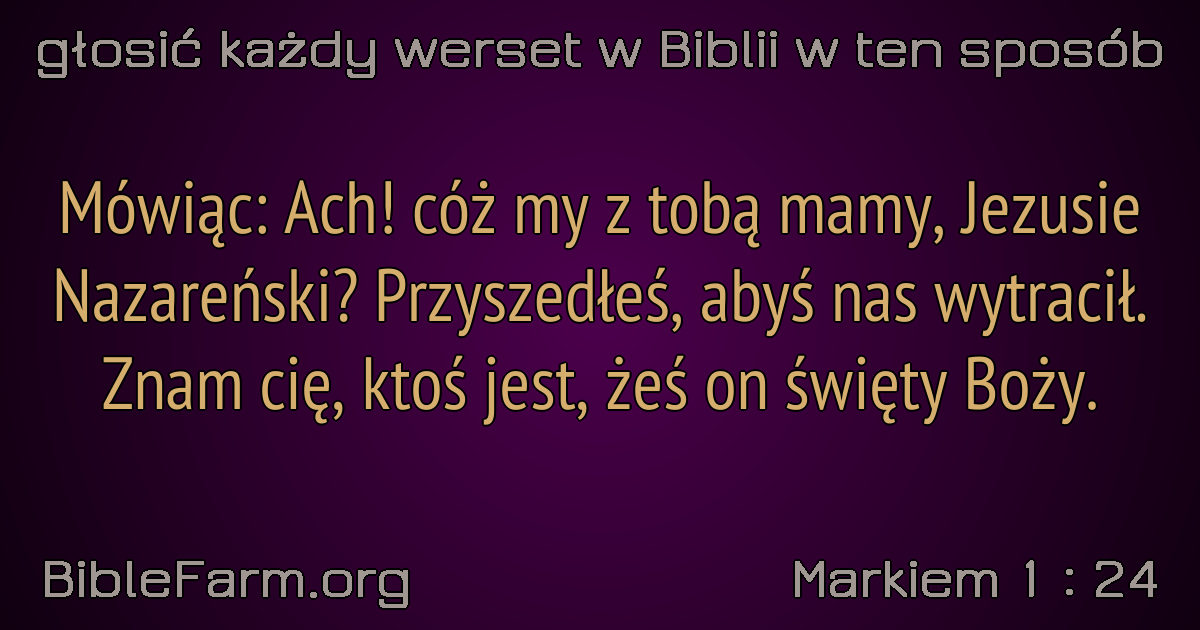 głosić każdy werset w Biblii w ten sposób
Mówiąc: Ach! cóż my z tobą mamy, Jezusie
Nazareński? Przyszedłeś, abyś nas wytracił.
Znam cię, ktoś jest, żeś on święty Boży.
BibleFarm.org
Markiem 1 : 24